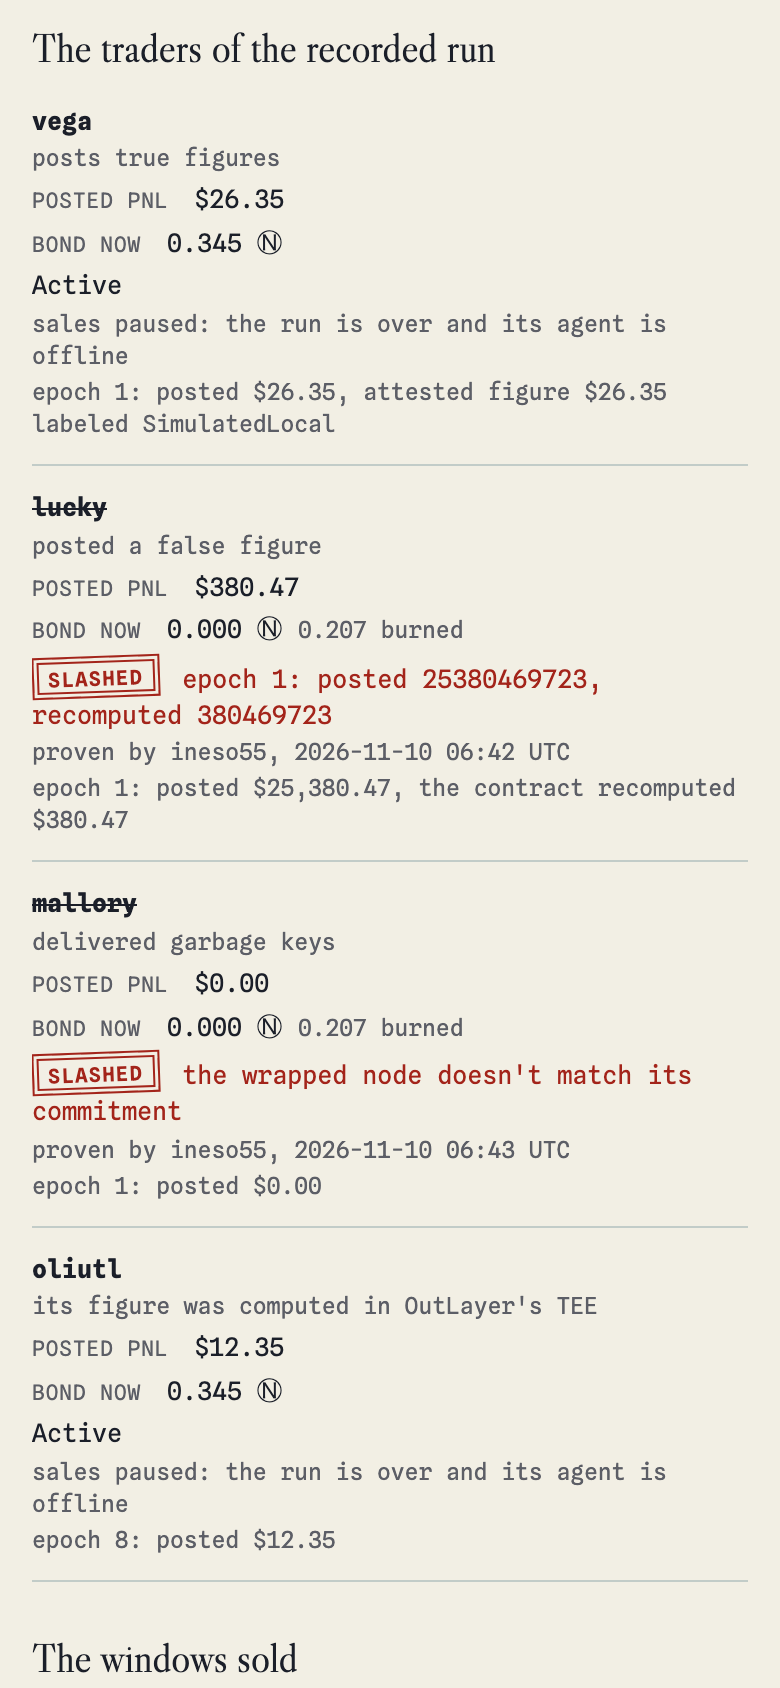 The traders of the recorded run
vega
posts true figures
POSTED PNL $26.35
BOND NOW 0.345 Ⓝ
Active
sales paused: the run is over and its agent is
offline
epoch 1: posted $26.35, attested figure $26.35
labeled SimulatedLocal
lucky
posted a false figure
POSTED PNL $380.47
BOND NOW 0.000 Ⓝ 0.207 burned
SLASHED epoch 1: posted 25380469723,
recomputed 380469723
proven by ineso55, 2026-11-10 06:42 UTC
epoch 1: posted $25,380.47, the contract recomputed
$380.47
mallory
delivered garbage keys
POSTED PNL $0.00
BOND NOW 0.000 Ⓝ 0.207 burned
SLASHED the wrapped node doesn't match its
commitment
proven by ineso55, 2026-11-10 06:43 UTC
epoch 1: posted $0.00
oliutl
its figure was computed in OutLayer's TEE
POSTED PNL $12.35
BOND NOW 0.345 Ⓝ
Active
sales paused: the run is over and its agent is
offline
epoch 8: posted $12.35
The windows sold